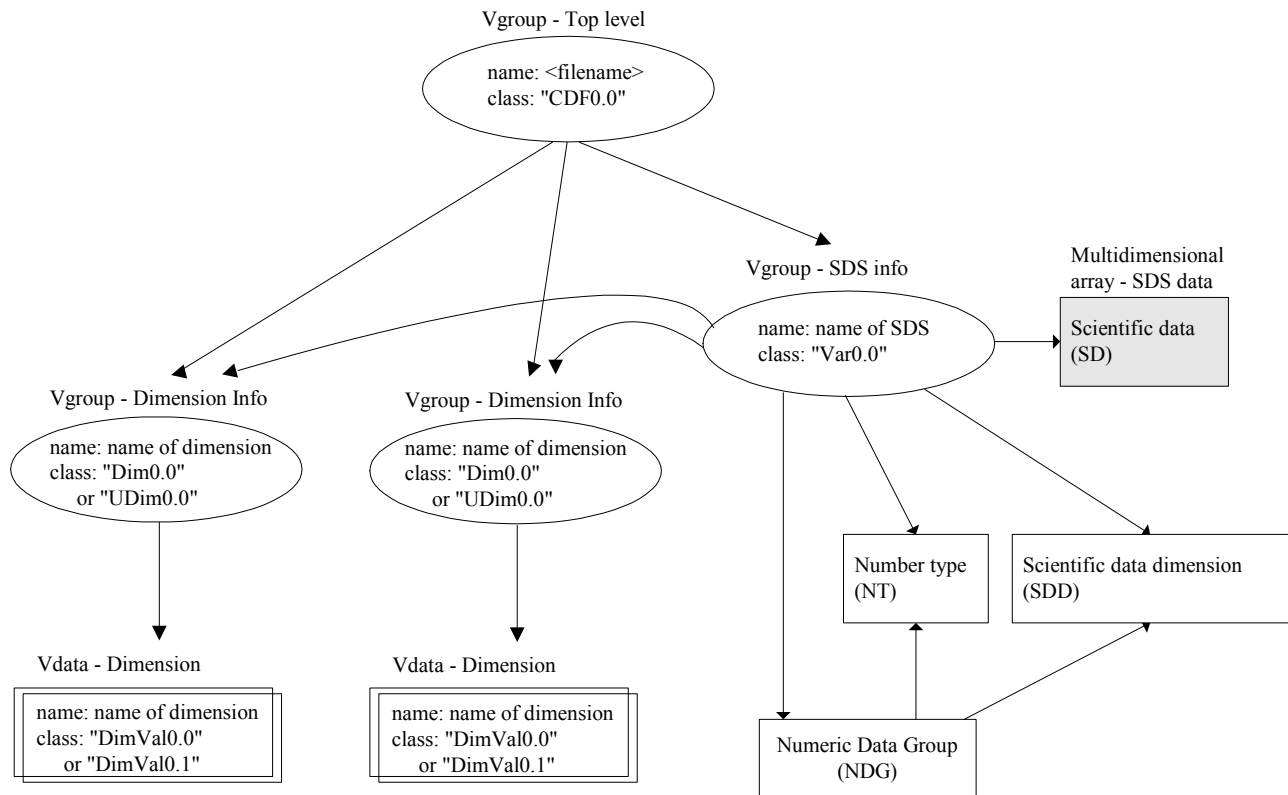 Vgroup - Top level
name: <filename>
class: "CDF0.0"
Vgroup - SDS info
name: name of SDS
class: "Var0.0"
Multidimensional
array - SDS data
Scientific data
(SD)
Vgroup - Dimension Info
name: name of dimension
class: "Dim0.0"
or "UDim0.0"
Vgroup - Dimension Info
name: name of dimension
class: "Dim0.0"
or "UDim0.0"
Number type
(NT)
Scientific data dimension
(SDD)
Vdata - Dimension
name: name of dimension
class: "DimVal0.0"
or "DimVal0.1"
Vdata - Dimension
name: name of dimension
class: "DimVal0.0"
or "DimVal0.1"
Numeric Data Group
(NDG)